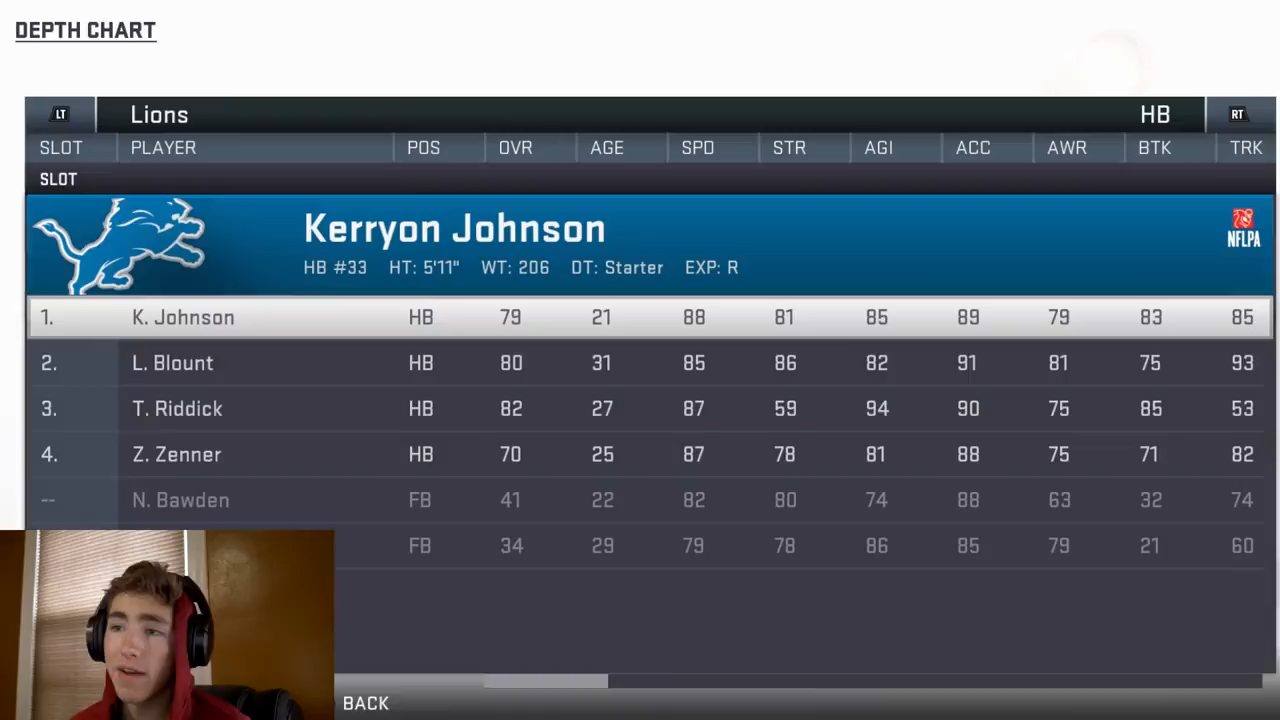 DEPTH CHART
LT Lions HB RT
SLOT PLAYER POS OVR AGE SPD STR AGI ACC AWR BTK TRK
SLOT
Kerryon Johnson
NFLPA
HB #33 HT: 5'11" WT: 206 DT: Starter EXP: R
1. K. Johnson HB 79 21 88 81 85 89 79 83 85
2. L. Blount HB 80 31 85 86 82 91 81 75 93
3. T. Riddick HB 82 27 87 59 94 90 75 85 53
4. Z. Zenner HB 70 25 87 78 81 88 75 71 82
-- N. Bawden FB 41 22 82 80 74 88 63 32 74
FB 34 29 79 78 86 85 79 21 60
BACK